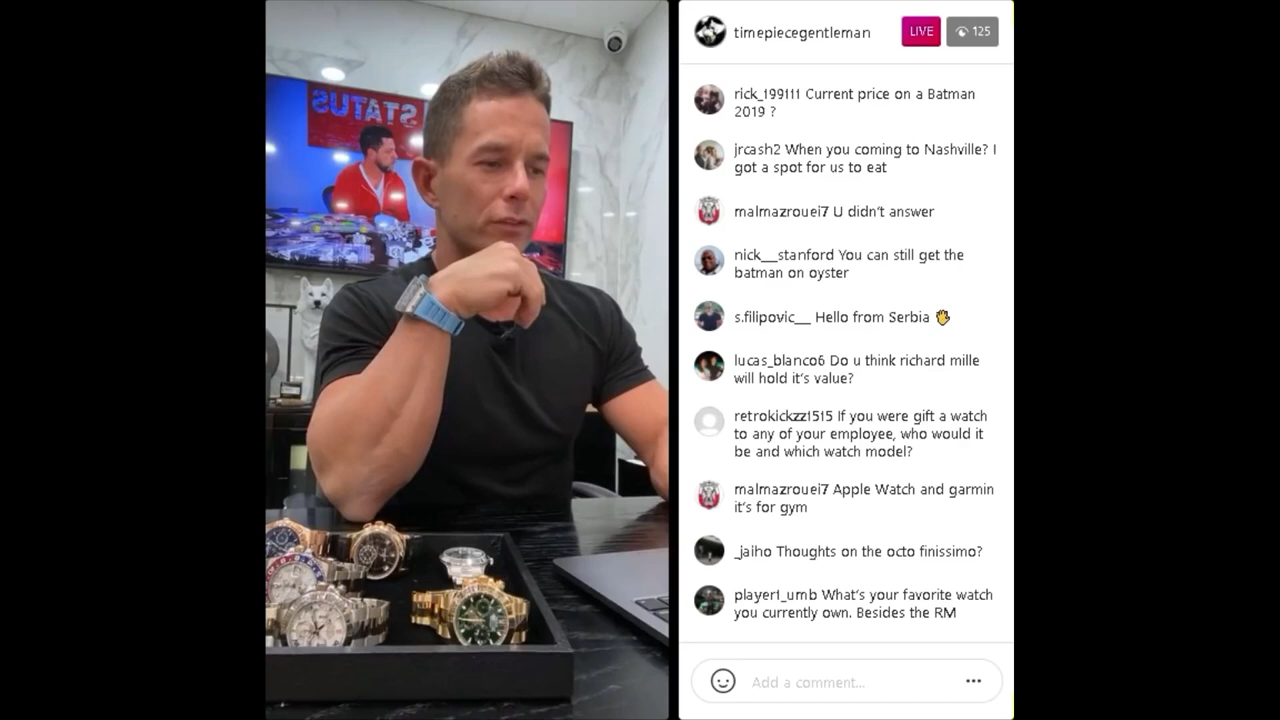 STATUS
timepiecegentleman
LIVE
125
rick_199111 Current price on a Batman
2019 ?
jrcash2 When you coming to Nashville? I
got a spot for us to eat
malmazrouei7 U didn't answer
nick__stanford You can still get the
batman on oyster
s.filipovic__ Hello from Serbia 👋
lucas_blanco6 Do u think richard mille
will hold it's value?
retrokickzz1515 If you were gift a watch
to any of your employee, who would it
be and which watch model?
malmazrouei7 Apple Watch and garmin
it's for gym
_jaiho Thoughts on the octo finissimo?
player1_umb What's your favorite watch
you currently own. Besides the RM
Add a comment...